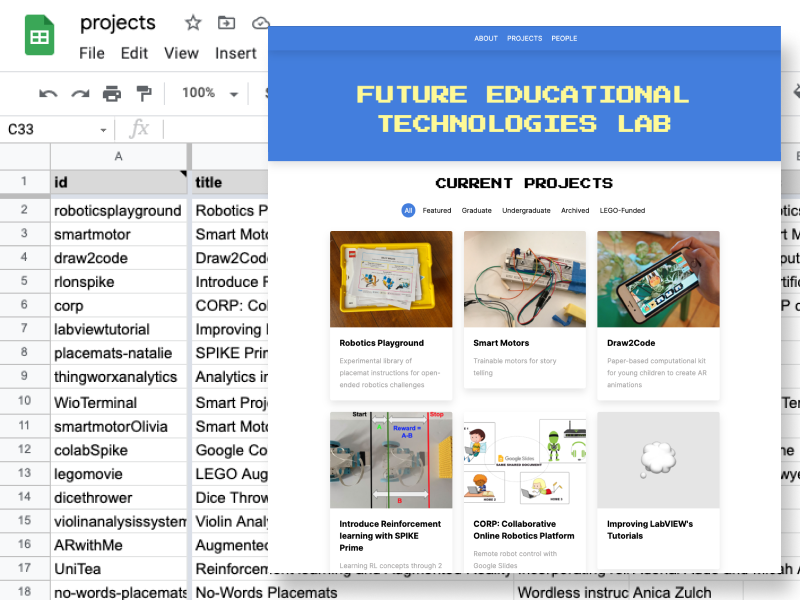 projects
File Edit View Insert
100%
C33 fx
A
1 id title
2 roboticsplayground Robotics P
3 smartmotor Smart Moto
4 draw2code Draw2Code
5 rlonspike Introduce R
6 corp CORP: Col
7 labviewtutorial Improving L
8 placemats-natalie SPIKE Prim
9 thingworxanalytics Analytics in
10 WioTerminal Smart Proj
11 smartmotorOlivia Smart Moto
12 colabSpike Google Co
13 legomovie LEGO Aug
14 dicethrower Dice Throw
15 violinanalysissystem Violin Analy
16 ARwithMe Augmented
17 UniTea
18 no-words-placemats No-Words Placemats Wordless instruc Anica Zulch
ABOUT PROJECTS PEOPLE
FUTURE EDUCATIONAL
TECHNOLOGIES LAB
CURRENT PROJECTS
All Featured Graduate Undergraduate Archived LEGO-Funded
Robotics Playground
Experimental library of
placemat instructions for open-
ended robotics challenges
Smart Motors
Trainable motors for story
telling
Draw2Code
Paper-based computational kit
for young children to create AR
animations
Start Stop
Reward =
A-B
B
Introduce Reinforcement
learning with SPIKE
Prime
Learning RL concepts through 2
Google Slides
SAME SHARED DOCUMENT
CORP: Collaborative
Online Robotics Platform
Remote robot control with
Google Slides
Improving LabVIEW's
Tutorials